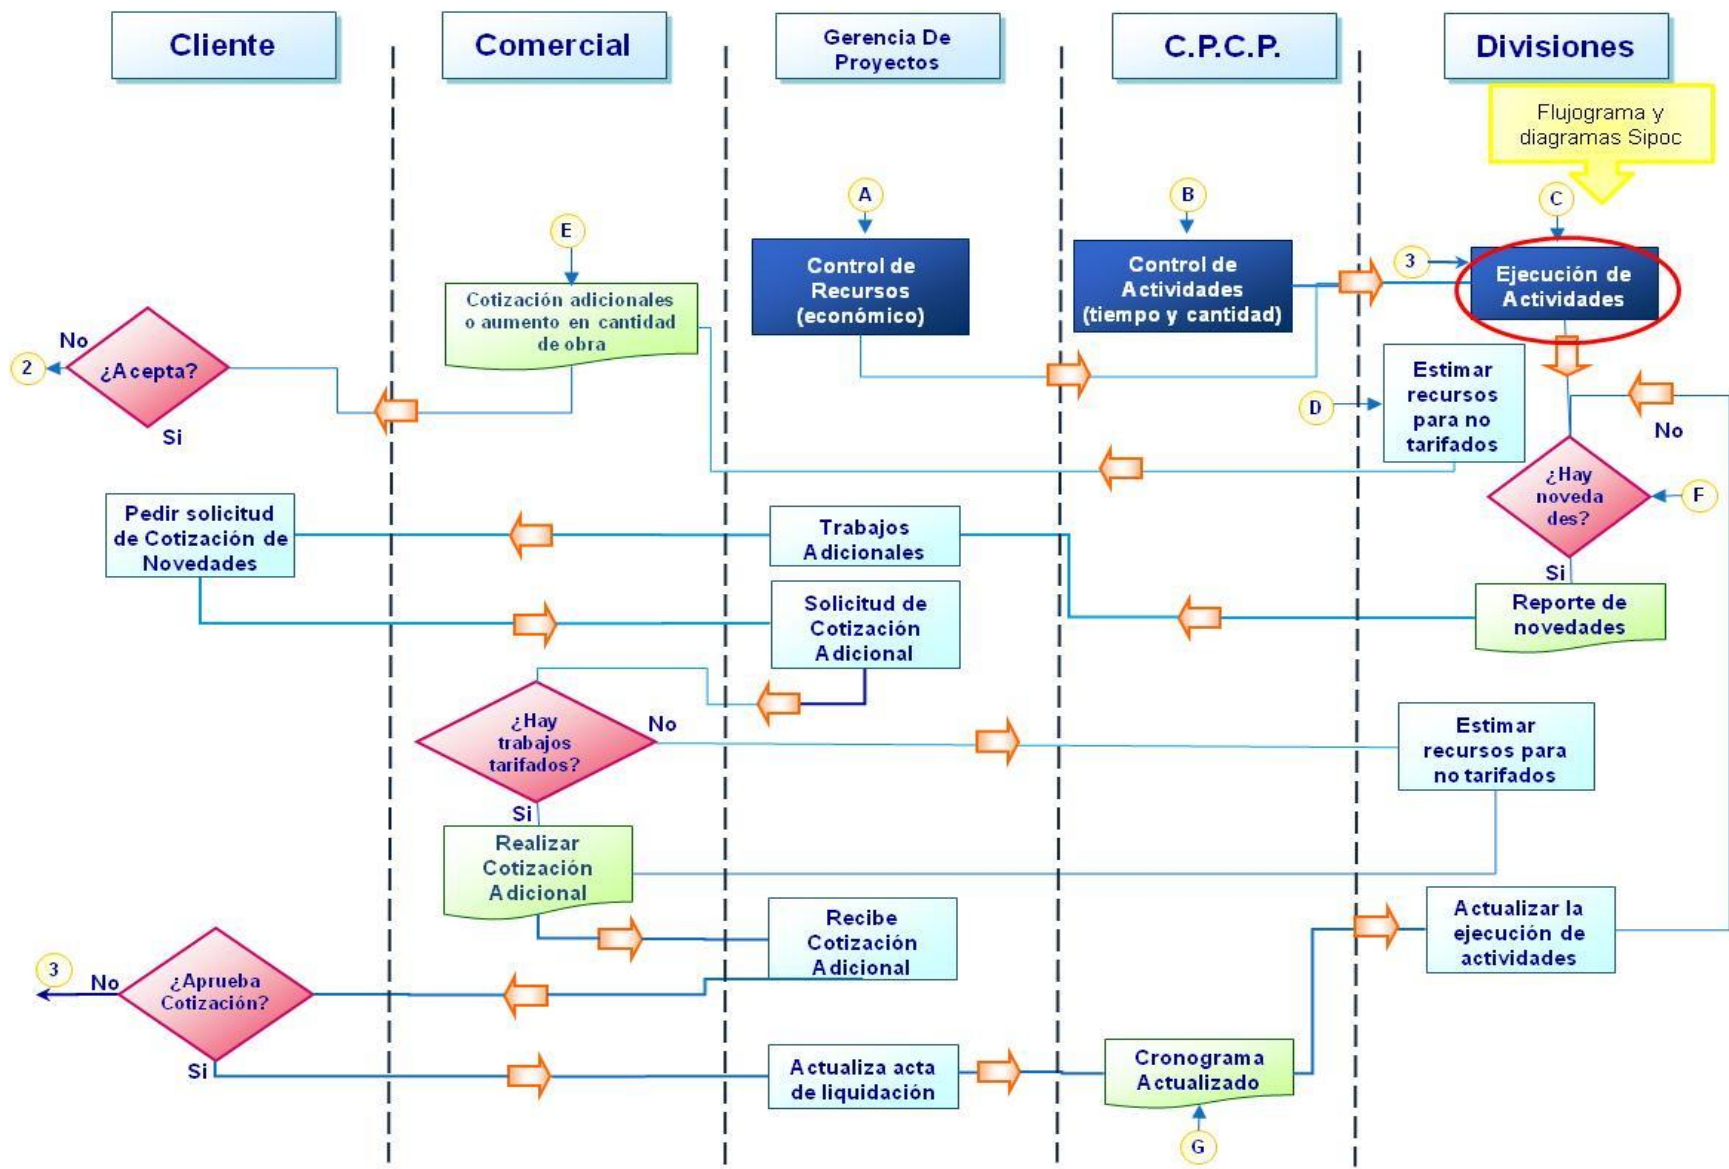 Cliente
Comercial
Gerencia De
Proyectos
C.P.C.P.
Divisiones
Flujograma y
diagramas Sipoc
A
B
C
E
3
Control de
Recursos
(económico)
Control de
Actividades
(tiempo y cantidad)
Ejecución de
Actividades
Cotización adicionales
o aumento en cantidad
de obra
No
2
¿Acepta?
Si
D
Estimar
recursos
para no
tarifados
No
¿Hay
noveda
des?
F
Si
Pedir solicitud
de Cotización de
Novedades
Trabajos
Adicionales
Solicitud de
Cotización
Adicional
Reporte de
novedades
¿Hay
trabajos
tarifados?
No
Si
Estimar
recursos para
no tarifados
Realizar
Cotización
Adicional
Recibe
Cotización
Adicional
Actualizar la
ejecución de
actividades
3
No
¿Aprueba
Cotización?
Si
Actualiza acta
de liquidación
Cronograma
Actualizado
G